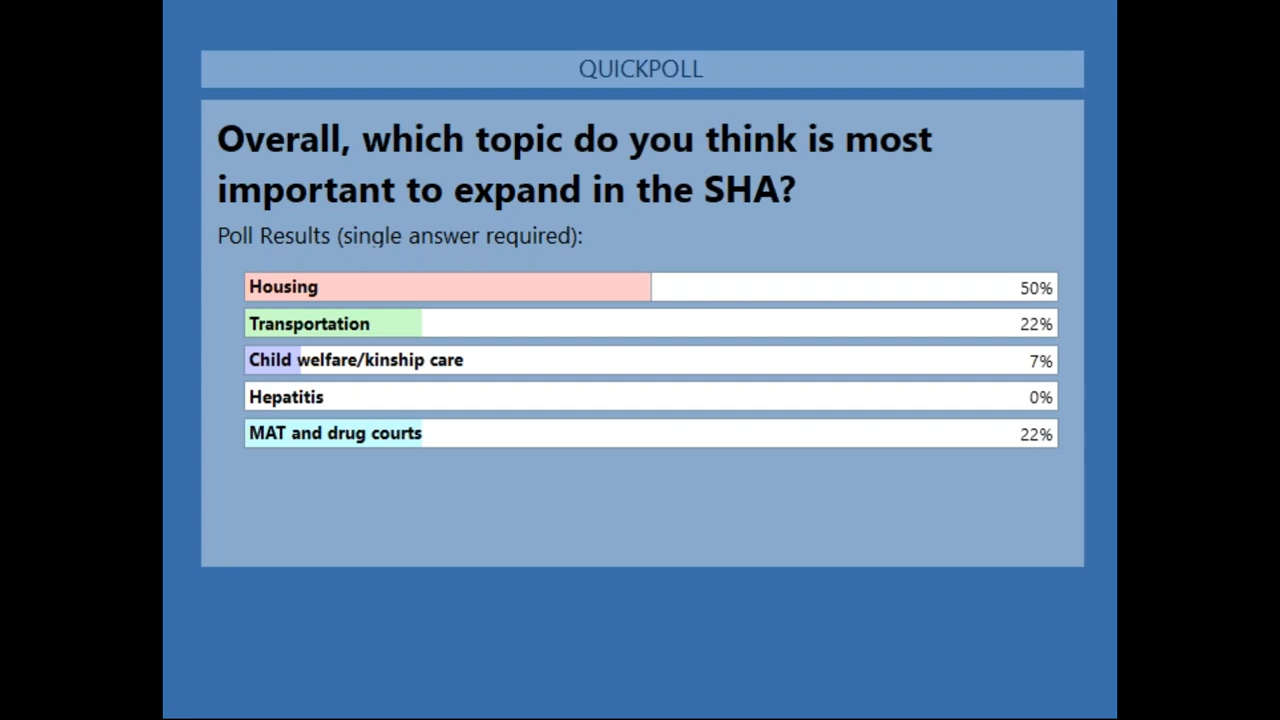 QUICKPOLL
Overall, which topic do you think is most
important to expand in the SHA?
Poll Results (single answer required):
Housing 50%
Transportation 22%
Child welfare/kinship care 7%
Hepatitis 0%
MAT and drug courts 22%